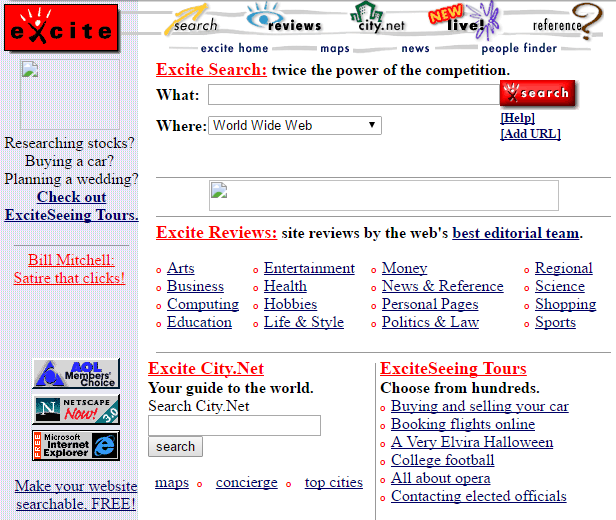 excite
search
reviews
city.net
NEW live!
reference
excite home
maps
news
people finder
Researching stocks?
Buying a car?
Planning a wedding?
Check out
ExciteSeeing Tours.
Bill Mitchell:
Satire that clicks!
AOL
Members'
Choice
NETSCAPE
Now! 3.0
FREE
Microsoft
Internet
Explorer
Make your website
searchable, FREE!
Excite Search: twice the power of the competition.
What:
search
Where: World Wide Web
[Help]
[Add URL]
Excite Reviews: site reviews by the web's best editorial team.
Arts
Business
Computing
Education
Entertainment
Health
Hobbies
Life & Style
Money
News & Reference
Personal Pages
Politics & Law
Regional
Science
Shopping
Sports
Excite City.Net
Your guide to the world.
Search City.Net
search
maps
concierge
top cities
ExciteSeeing Tours
Choose from hundreds.
Buying and selling your car
Booking flights online
A Very Elvira Halloween
College football
All about opera
Contacting elected officials